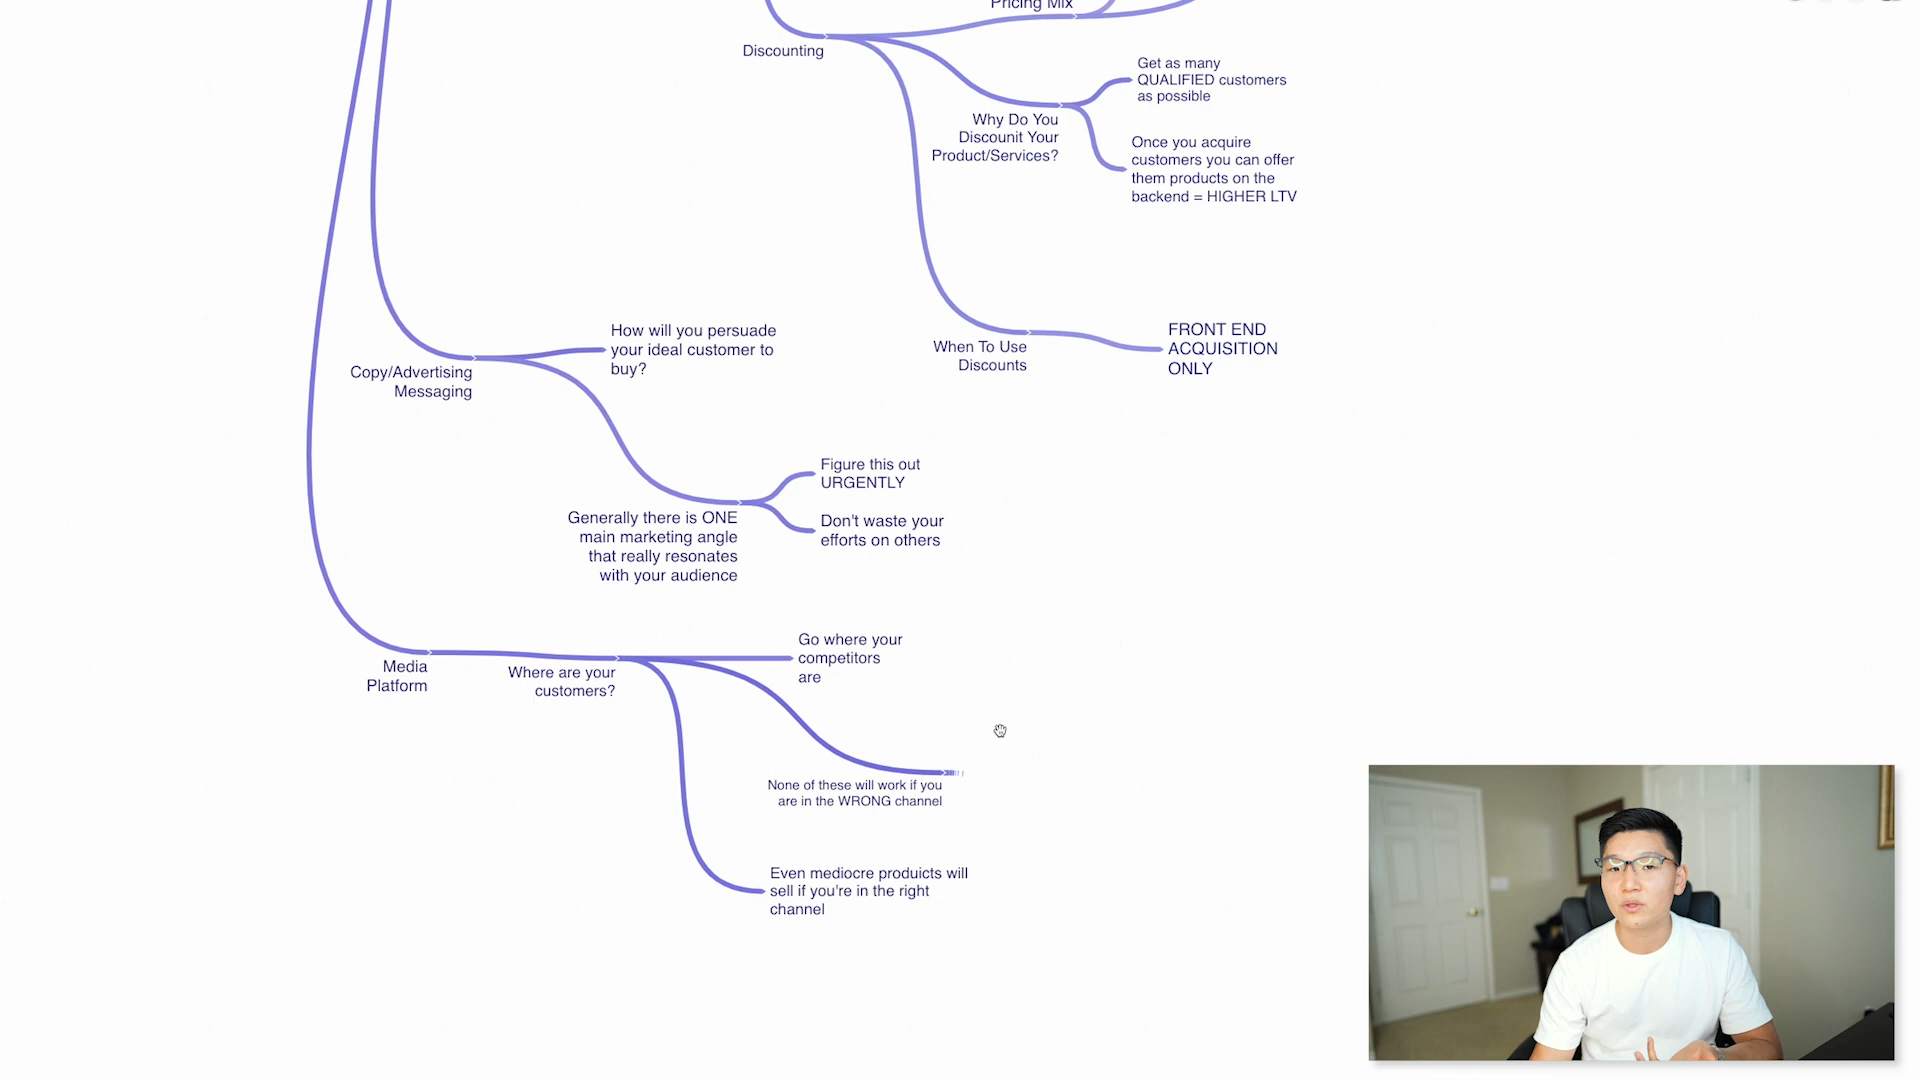 Pricing Mix
Discounting
Get as many
QUALIFIED customers
as possible
Why Do You
Discounit Your
Product/Services?
Once you acquire
customers you can offer
them products on the
backend = HIGHER LTV
When To Use
Discounts
FRONT END
ACQUISITION
ONLY
Copy/Advertising
Messaging
How will you persuade
your ideal customer to
buy?
Generally there is ONE
main marketing angle
that really resonates
with your audience
Figure this out
URGENTLY
Don't waste your
efforts on others
Media
Platform
Where are your
customers?
Go where your
competitors
are
None of these will work if you
are in the WRONG channel
Even mediocre produicts will
sell if you're in the right
channel